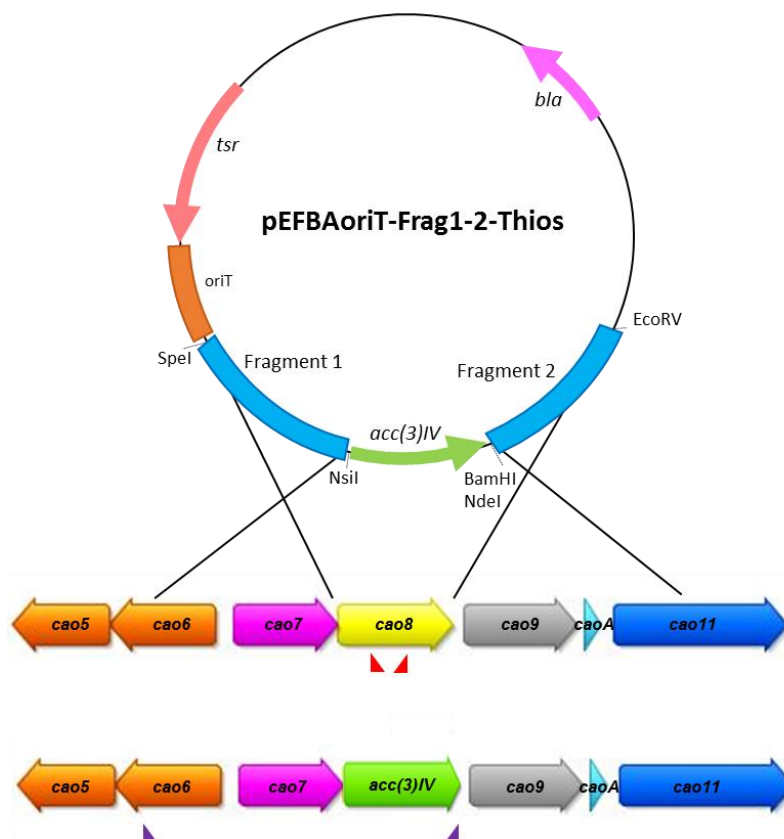 bla
tsr
pEFBAoriT-Frag1-2-Thios
oriT
EcoRV
SpeI
Fragment 1
Fragment 2
acc(3)IV
NsiI
BamHI
NdeI
cao5 cao6 cao7 cao8 cao9 caoA cao11
cao5 cao6 cao7 acc(3)IV cao9 caoA cao11